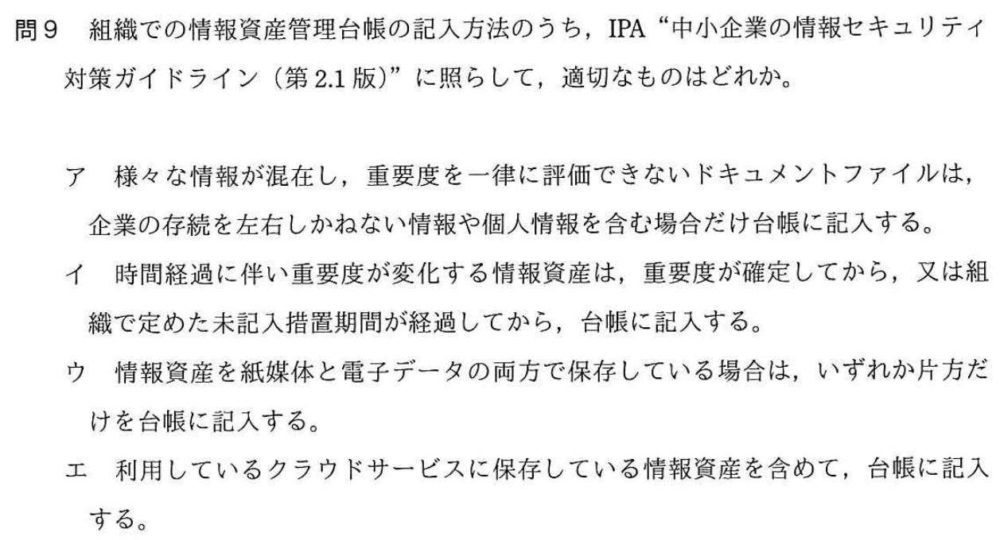 問９　組織での情報資産管理台帳の記入方法のうち，IPA“中小企業の情報セキュリティ
対策ガイドライン（第 2.1 版）”に照らして，適切なものはどれか。
ア　様々な情報が混在し，重要度を一律に評価できないドキュメントファイルは，
企業の存続を左右しかねない情報や個人情報を含む場合だけ台帳に記入する。
イ　時間経過に伴い重要度が変化する情報資産は，重要度が確定してから，又は組
織で定めた未記入措置期間が経過してから，台帳に記入する。
ウ　情報資産を紙媒体と電子データの両方で保存している場合は，いずれか片方だ
けを台帳に記入する。
エ　利用しているクラウドサービスに保存している情報資産を含めて，台帳に記入
する。